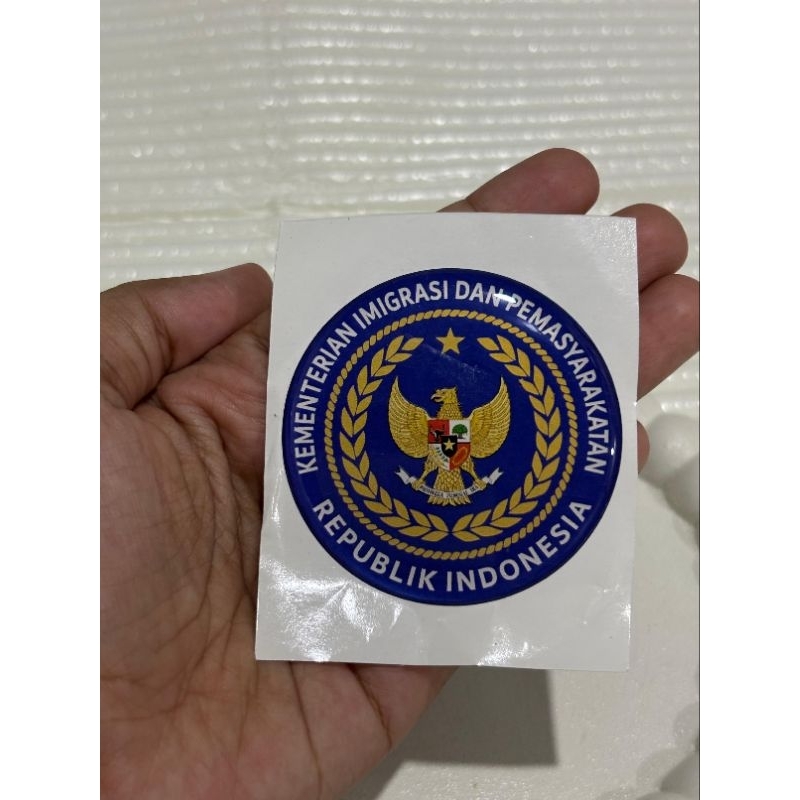 KEMENTERIAN IMIGRASI DAN PEMASYARAKATAN
REPUBLIK INDONESIA